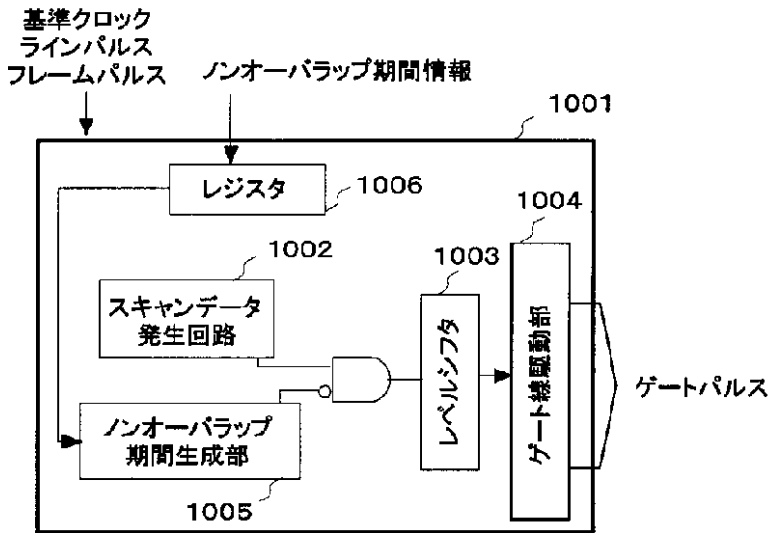 基準クロック
ラインパルス
フレームパルス
ノンオーバラップ期間情報
1001
レジスタ
1006
1004
1002
1003
スキャンデータ
発生回路
レベルシフタ
ゲート線駆動部
ゲートパルス
ノンオーバラップ
期間生成部
1005